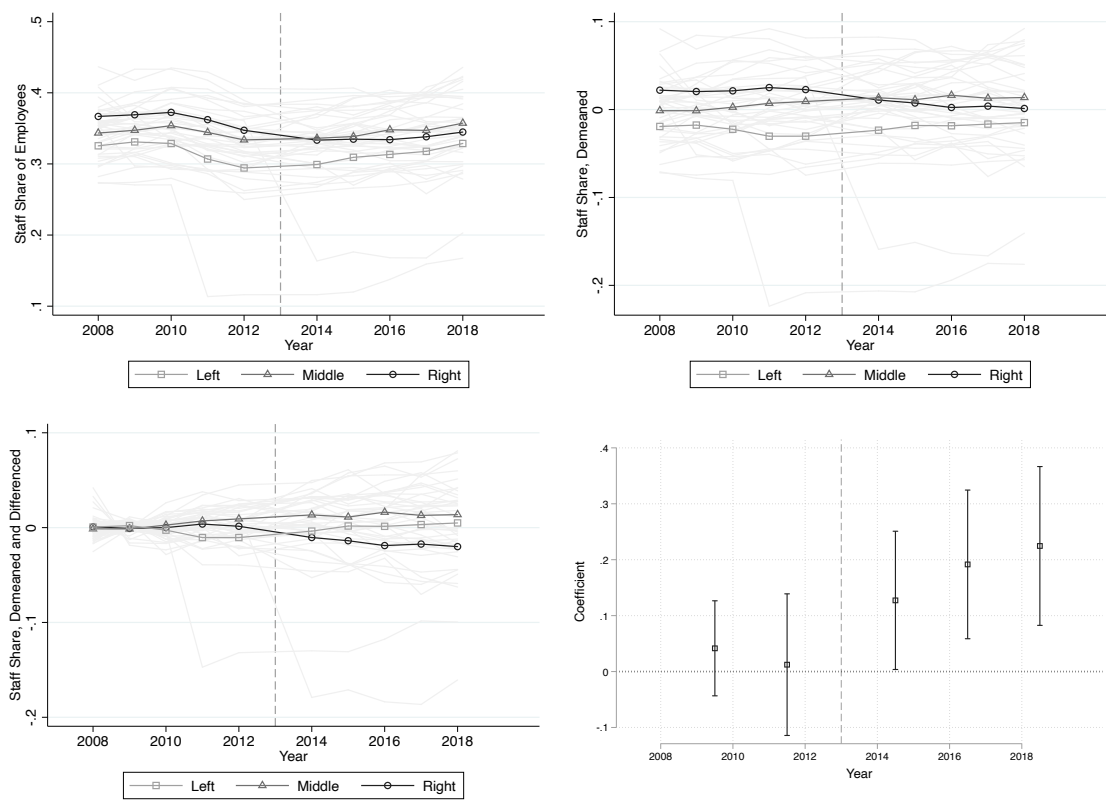 Staff Share of Employees
.5
.4
.3
.2
.1
2008 2010 2012 2014 2016 2018
Year
Left Middle Right
Staff Share, Demeaned
.1
0
-.1
-.2
2008 2010 2012 2014 2016 2018
Year
Left Middle Right
Staff Share, Demeaned and Differenced
.1
0
-.1
-.2
2008 2010 2012 2014 2016 2018
Year
Left Middle Right
Coefficient
.4
.3
.2
.1
0
-.1
2008 2010 2012 2014 2016 2018
Year